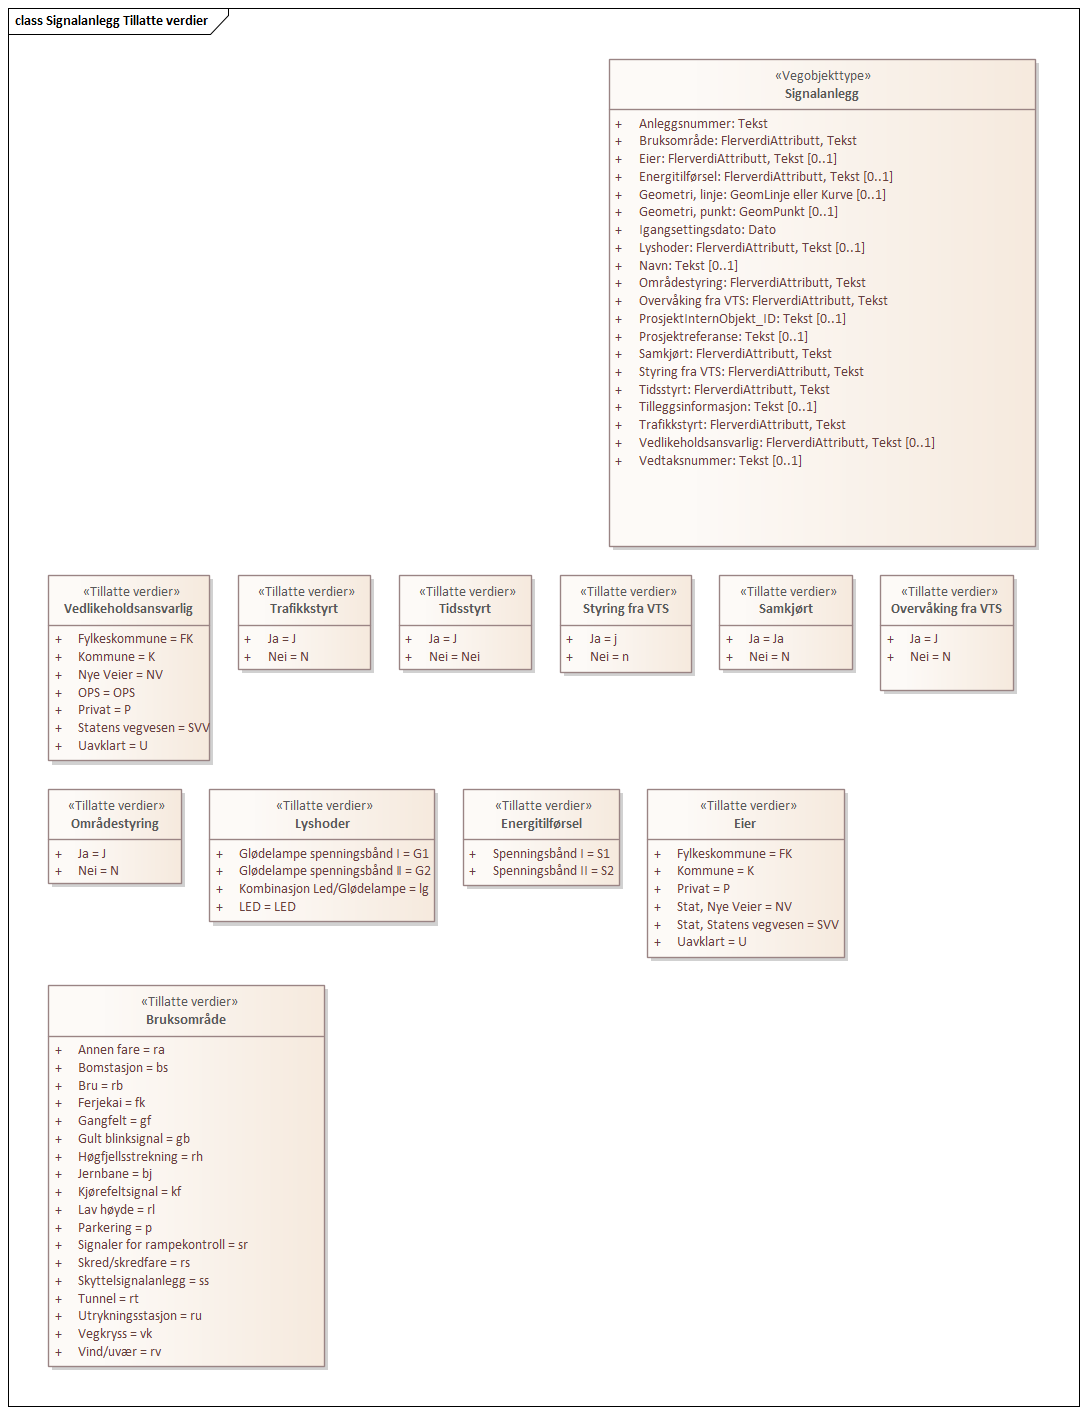 class Signalanlegg Tillatte verdier
«Vegobjekttype»
Signalanlegg
+ Anleggsnummer: Tekst
+ Bruksområde: FlerverdiAttributt, Tekst
+ Eier: FlerverdiAttributt, Tekst [0..1]
+ Energitilførsel: FlerverdiAttributt, Tekst [0..1]
+ Geometri, linje: GeomLinje eller Kurve [0..1]
+ Geometri, punkt: GeomPunkt [0..1]
+ Igangsettingsdato: Dato
+ Lyshoder: FlerverdiAttributt, Tekst [0..1]
+ Navn: Tekst [0..1]
+ Områdestyring: FlerverdiAttributt, Tekst
+ Overvåking fra VTS: FlerverdiAttributt, Tekst
+ ProsjektInternObjekt_ID: Tekst [0..1]
+ Prosjektreferanse: Tekst [0..1]
+ Samkjørt: FlerverdiAttributt, Tekst
+ Styring fra VTS: FlerverdiAttributt, Tekst
+ Tidsstyrt: FlerverdiAttributt, Tekst
+ Tilleggsinformasjon: Tekst [0..1]
+ Trafikkstyrt: FlerverdiAttributt, Tekst
+ Vedlikeholdsansvarlig: FlerverdiAttributt, Tekst [0..1]
+ Vedtaksnummer: Tekst [0..1]
«Tillatte verdier»
Vedlikeholdsansvarlig
+ Fylkeskommune = FK
+ Kommune = K
+ Nye Veier = NV
+ OPS = OPS
+ Privat = P
+ Statens vegvesen = SVV
+ Uavklart = U
«Tillatte verdier»
Trafikkstyrt
+ Ja = J
+ Nei = N
«Tillatte verdier»
Tidsstyrt
+ Ja = J
+ Nei = Nei
«Tillatte verdier»
Styring fra VTS
+ Ja = j
+ Nei = n
«Tillatte verdier»
Samkjørt
+ Ja = Ja
+ Nei = N
«Tillatte verdier»
Overvåking fra VTS
+ Ja = J
+ Nei = N
«Tillatte verdier»
Områdestyring
+ Ja = J
+ Nei = N
«Tillatte verdier»
Lyshoder
+ Glødelampe spenningsbånd I = G1
+ Glødelampe spenningsbånd II = G2
+ Kombinasjon Led/Glødelampe = lg
+ LED = LED
«Tillatte verdier»
Energitilførsel
+ Spenningsbånd I = S1
+ Spenningsbånd II = S2
«Tillatte verdier»
Eier
+ Fylkeskommune = FK
+ Kommune = K
+ Privat = P
+ Stat, Nye Veier = NV
+ Stat, Statens vegvesen = SVV
+ Uavklart = U
«Tillatte verdier»
Bruksområde
+ Annen fare = ra
+ Bomstasjon = bs
+ Bru = rb
+ Ferjekai = fk
+ Gangfelt = gf
+ Gult blinksignal = gb
+ Høgfjellsstrekning = rh
+ Jernbane = bj
+ Kjørefeltsignal = kf
+ Lav høyde = rl
+ Parkering = p
+ Signaler for rampekontroll = sr
+ Skred/skredfare = rs
+ Skyttelsignalanlegg = ss
+ Tunnel = rt
+ Utrykningsstasjon = ru
+ Vegkryss = vk
+ Vind/uvær = rv